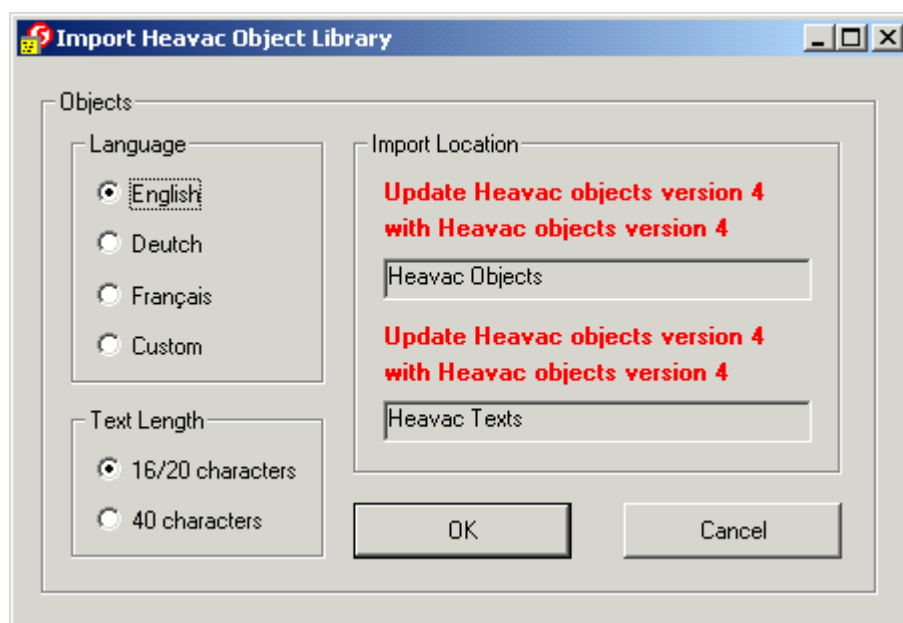 Import Heavac Object Library
Objects
Language
English
Deutch
Français
Custom
Text Length
16/20 characters
40 characters
Import Location
Update Heavac objects version 4
with Heavac objects version 4
Heavac Objects
Update Heavac objects version 4
with Heavac objects version 4
Heavac Texts
OK
Cancel